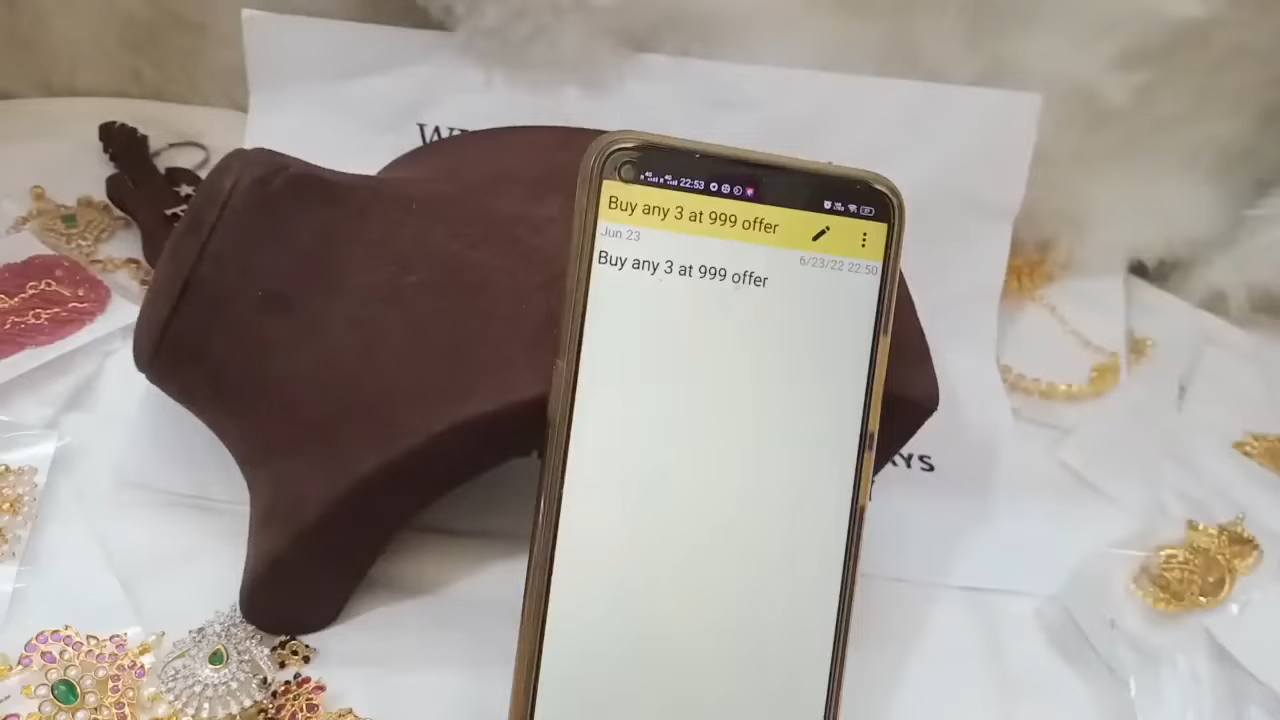 22:53
Buy any 3 at 999 offer
Jun 23
6/23/22 22:50
Buy any 3 at 999 offer